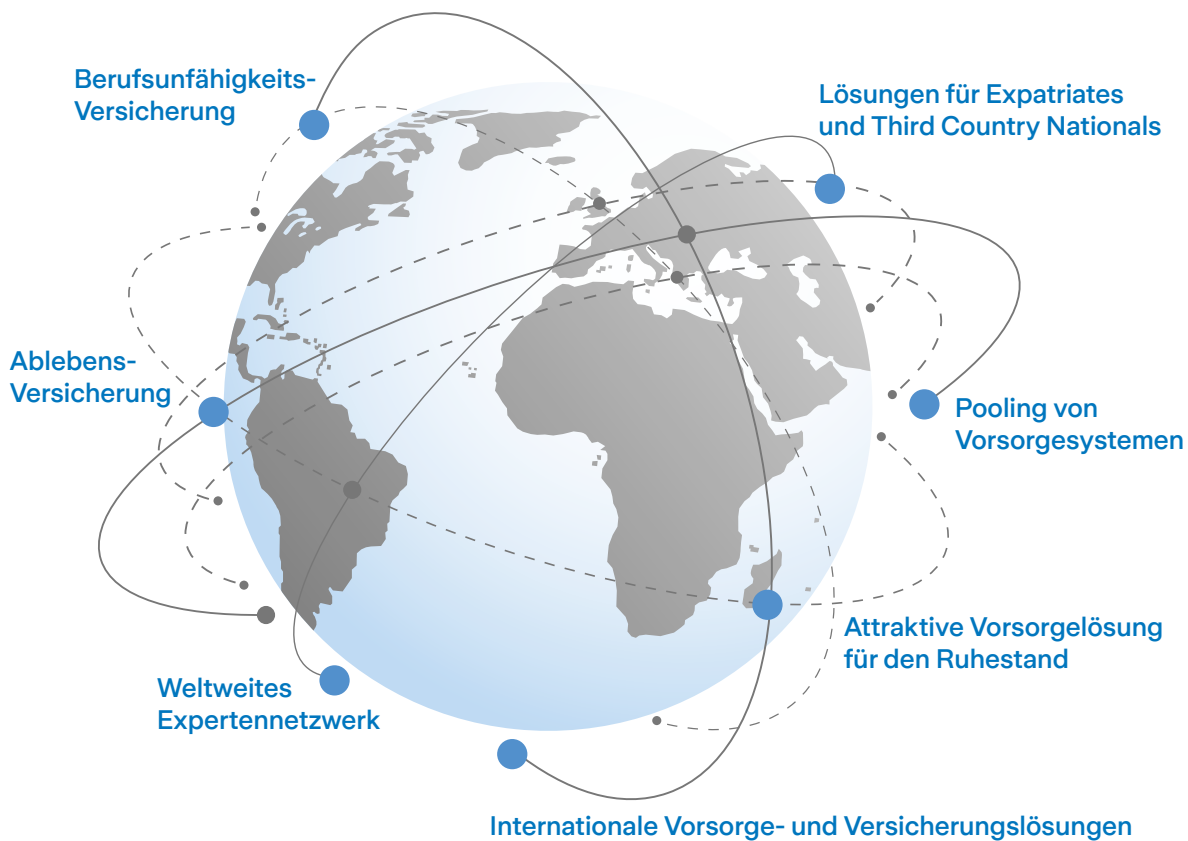 Berufsunfähigkeits-
Versicherung
Lösungen für Expatriates
und Third Country Nationals
Ablebens-
Versicherung
Pooling von
Vorsorgesystemen
Attraktive Vorsorgelösung
für den Ruhestand
Weltweites
Expertennetzwerk
Internationale Vorsorge- und Versicherungslösungen